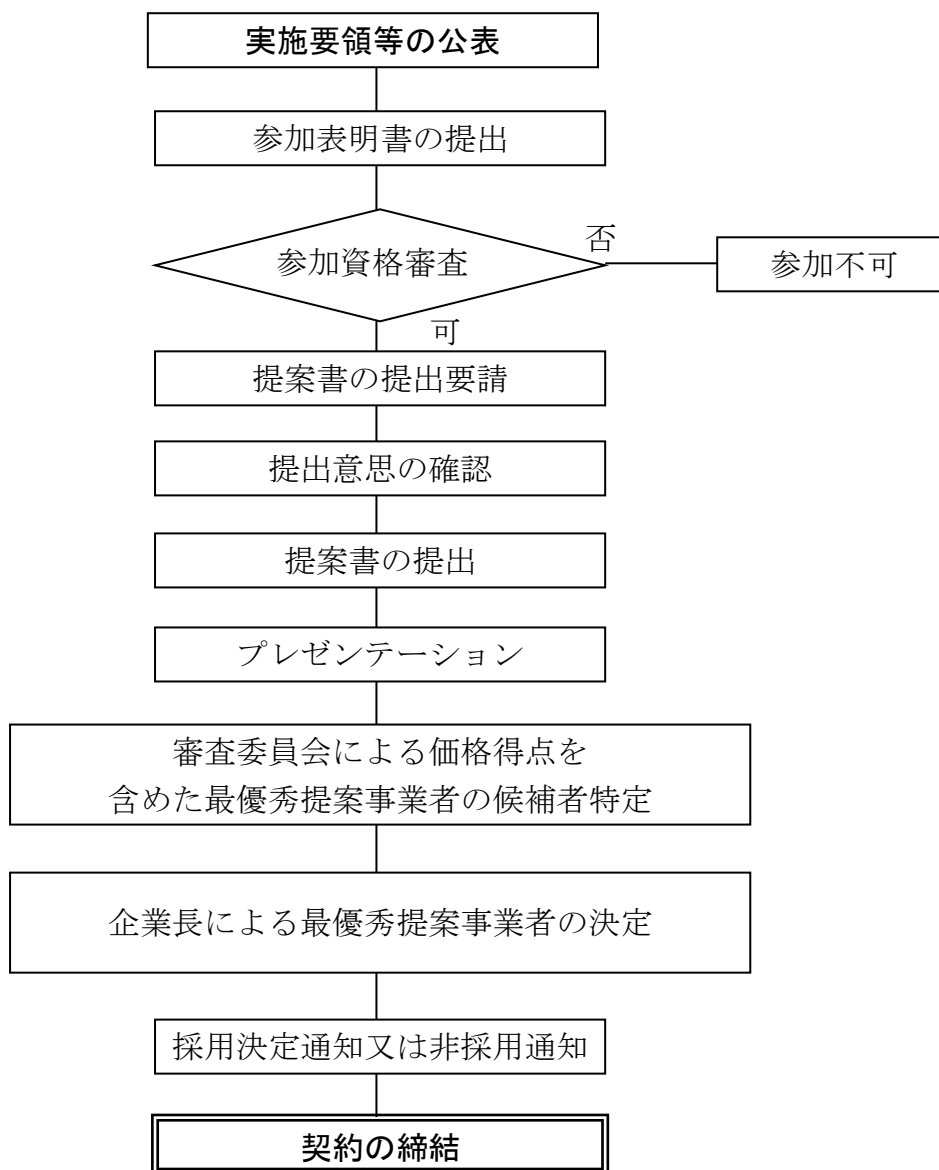 実施要領等の公表
参加表明書の提出
参加資格審査
否
参加不可
可
提案書の提出要請
提出意思の確認
提案書の提出
プレゼンテーション
審査委員会による価格得点を
含めた最優秀提案事業者の候補者特定
企業長による最優秀提案事業者の決定
採用決定通知又は非採用通知
契約の締結